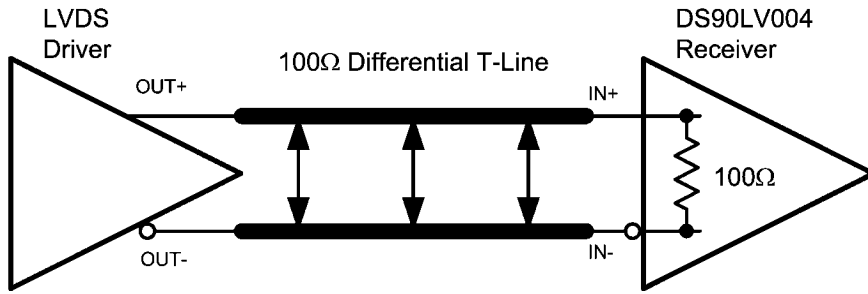 LVDS
Driver
DS90LV004
Receiver
100Ω Differential T-Line
OUT+
IN+
100Ω
OUT-
IN-